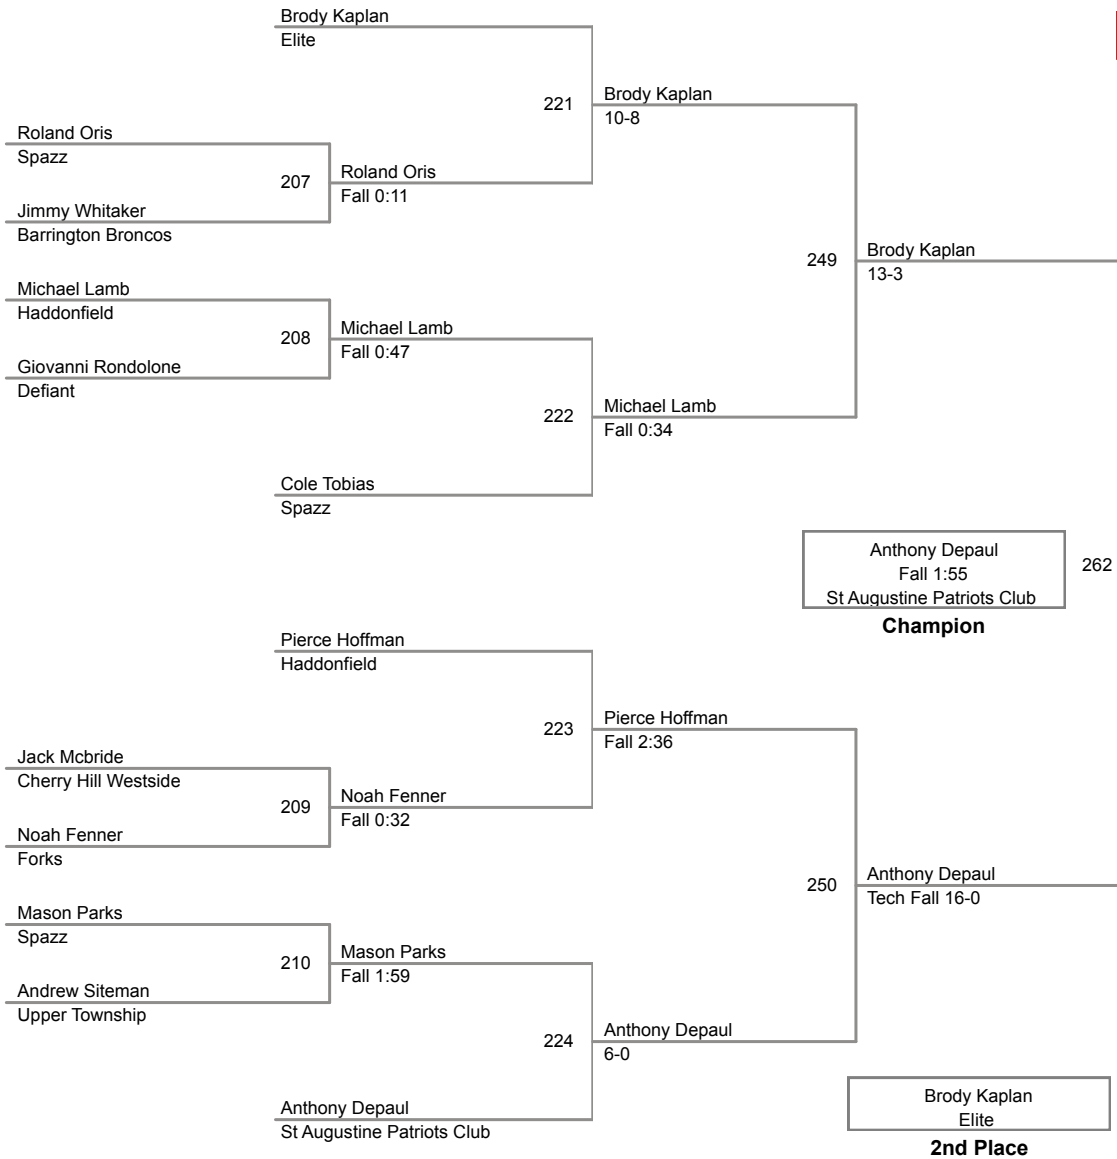 Brody Kaplan
Elite
221
Brody Kaplan
10-8
Roland Oris
Spazz
207
Roland Oris
Fall 0:11
Jimmy Whitaker
Barrington Broncos
249
Brody Kaplan
13-3
Michael Lamb
Haddonfield
208
Michael Lamb
Fall 0:47
Giovanni Rondolone
Defiant
222
Michael Lamb
Fall 0:34
Cole Tobias
Spazz
Anthony Depaul
Fall 1:55
St Augustine Patriots Club
262
Champion
Pierce Hoffman
Haddonfield
223
Pierce Hoffman
Fall 2:36
Jack Mcbride
Cherry Hill Westside
209
Noah Fenner
Fall 0:32
Noah Fenner
Forks
250
Anthony Depaul
Tech Fall 16-0
Mason Parks
Spazz
210
Mason Parks
Fall 1:59
Andrew Siteman
Upper Township
224
Anthony Depaul
6-0
Anthony Depaul
St Augustine Patriots Club
Brody Kaplan
Elite
2nd Place